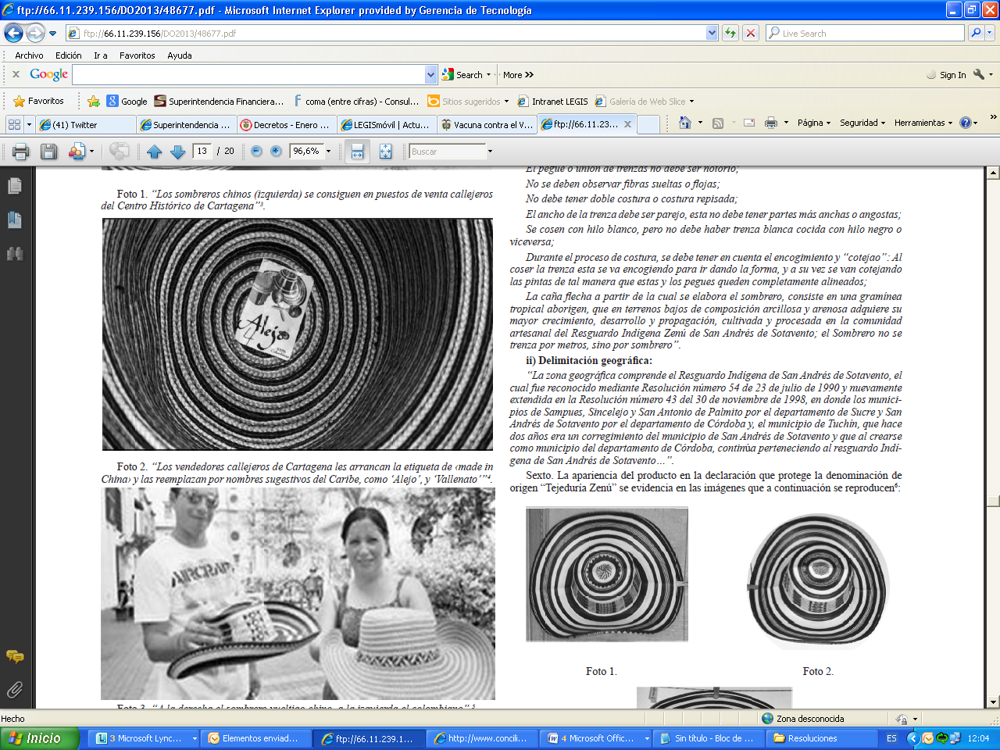 ftp://66.11.239.156/DO2013/48677.pdf - Microsoft Internet Explorer provided by Gerencia de Tecnología
ftp://66.11.239.156/DO2013/48677.pdf
Live Search
Archivo Edición Ir a Favoritos Ayuda
x Google Search More >> Sign In
Favoritos Google Superintendencia Financiera... coma (entre cifras) - Consul... Sitios sugeridos Intranet LEGIS Galería de Web Slice
(41) Twitter Superintendencia ... Decretos - Enero ... LEGISmóvil | Actu... Vacuna contra el V... ftp://66.11.23... x Página Seguridad Herramientas >>
13 / 20 96,6% Buscar
Foto 1. “Los sombreros chinos (izquierda) se consiguen en puestos de venta callejeros
del Centro Histórico de Cartagena”³.
Alejo
Foto 2. “Los vendedores callejeros de Cartagena les arrancan la etiqueta de ‹made in
China› y las reemplazan por nombres sugestivos del Caribe, como ‘Alejo’, y ‘Vallenato’”⁴.
AIRCRAF
Foto 3. “A la derecha el sombrero vueltiao chino, a la izquierda el colombiano”.⁵
El pegue o unión de trenzas no debe ser notorio;
No se deben observar fibras sueltas o flojas;
No debe tener doble costura o costura repisada;
El ancho de la trenza debe ser parejo, esta no debe tener partes más anchas o angostas;
Se cosen con hilo blanco, pero no debe haber trenza blanca cocida con hilo negro o
viceversa;
Durante el proceso de costura, se debe tener en cuenta el encogimiento y “cotejao”: Al
coser la trenza esta se va encogiendo para ir dando la forma, y a su vez se van cotejando
las pintas de tal manera que estas y los pegues queden completamente alineados;
La caña flecha a partir de la cual se elabora el sombrero, consiste en una gramínea
tropical aborigen, que en terrenos bajos de composición arcillosa y arenosa adquiere su
mayor crecimiento, desarrollo y propagación, cultivada y procesada en la comunidad
artesanal del Resguardo Indígena Zenú de San Andrés de Sotavento; el Sombrero no se
trenza por metros, sino por sombrero”.
ii) Delimitación geográfica:
“La zona geográfica comprende el Resguardo Indígena de San Andrés de Sotavento, el
cual fue reconocido mediante Resolución número 54 de 23 de julio de 1990 y nuevamente
extendida en la Resolución número 43 del 30 de noviembre de 1998, en donde los munici-
pios de Sampues, Sincelejo y San Antonio de Palmito por el departamento de Sucre y San
Andrés de Sotavento por el departamento de Córdoba y, el municipio de Tuchín, que hace
dos años era un corregimiento del municipio de San Andrés de Sotavento y que al crearse
como municipio del departamento de Córdoba, continúa perteneciendo al resguardo Indí-
gena de San Andrés de Sotavento…”.
Sexto. La apariencia del producto en la declaración que protege la denominación de
origen “Tejeduría Zenú” se evidencia en las imágenes que a continuación se reproducen⁶:
Foto 1. Foto 2.
Hecho Zona desconocida
Inicio 3 Microsoft Lync... Elementos enviad... ftp://66.11.239.1... http://www.concili... 4 Microsoft Offic... Sin título - Bloc de ... Resoluciones ES 12:04